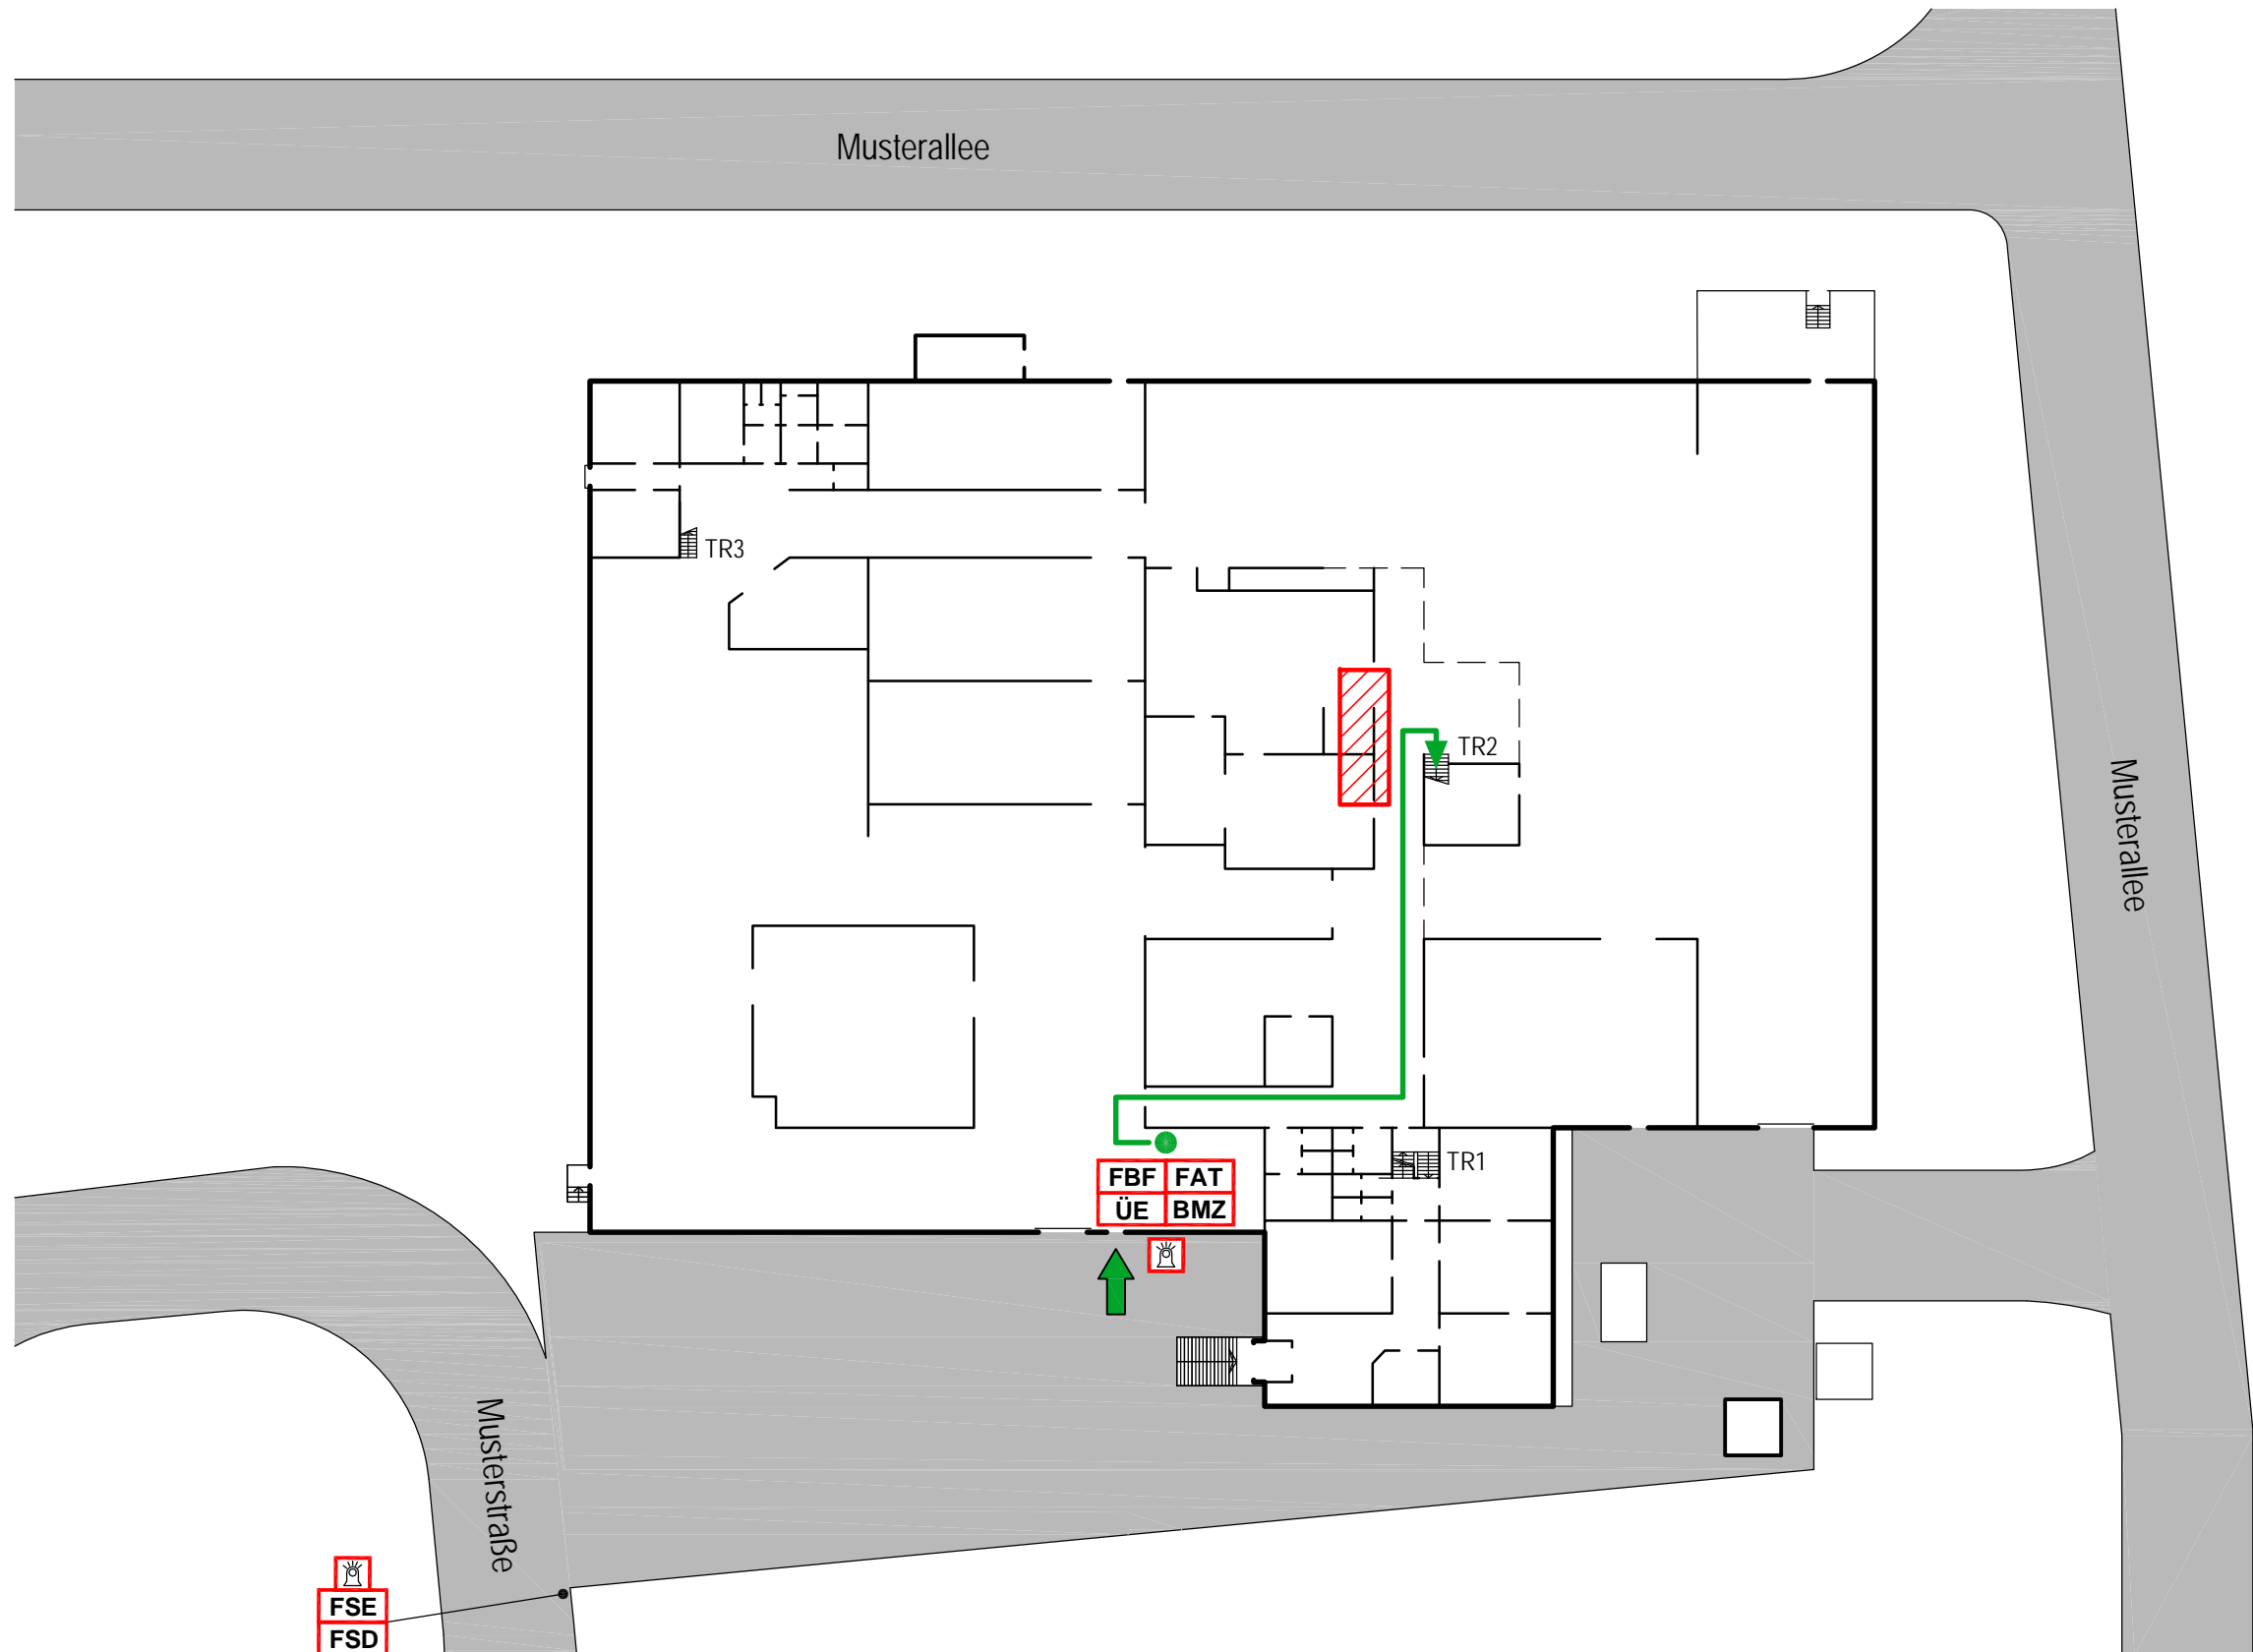 Musterallee
TR3
TR2
Musterallee
TR1
FBF FAT
ÜE BMZ
Musterstraße
FSE
FSD